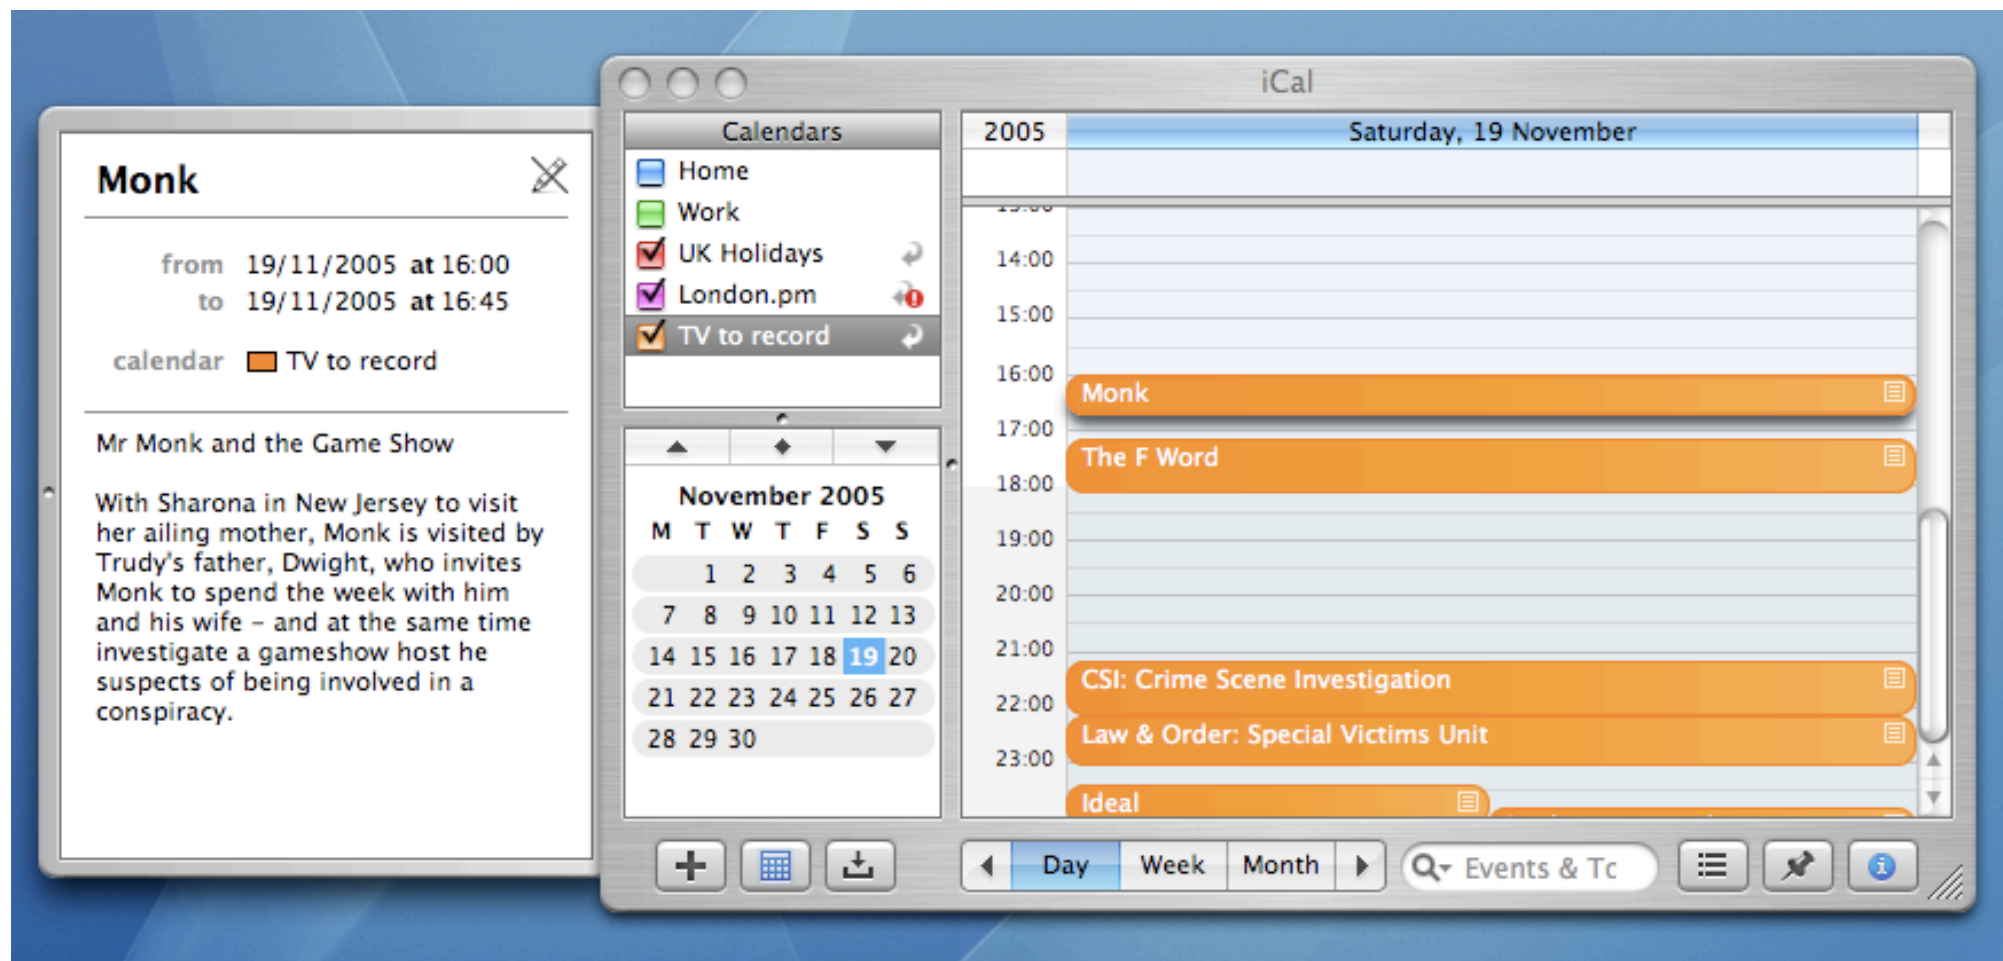 Monk
from 19/11/2005 at 16:00
to 19/11/2005 at 16:45
calendar TV to record
Mr Monk and the Game Show
With Sharona in New Jersey to visit
her ailing mother, Monk is visited by
Trudy's father, Dwight, who invites
Monk to spend the week with him
and his wife – and at the same time
investigate a gameshow host he
suspects of being involved in a
conspiracy.
iCal
Calendars
Home
Work
UK Holidays
London.pm
TV to record
November 2005
M T W T F S S
1 2 3 4 5 6
7 8 9 10 11 12 13
14 15 16 17 18 19 20
21 22 23 24 25 26 27
28 29 30
2005 Saturday, 19 November
14:00
15:00
16:00
Monk
17:00
The F Word
18:00
19:00
20:00
21:00
CSI: Crime Scene Investigation
22:00
Law & Order: Special Victims Unit
23:00
Ideal
Day Week Month
Events & Tc